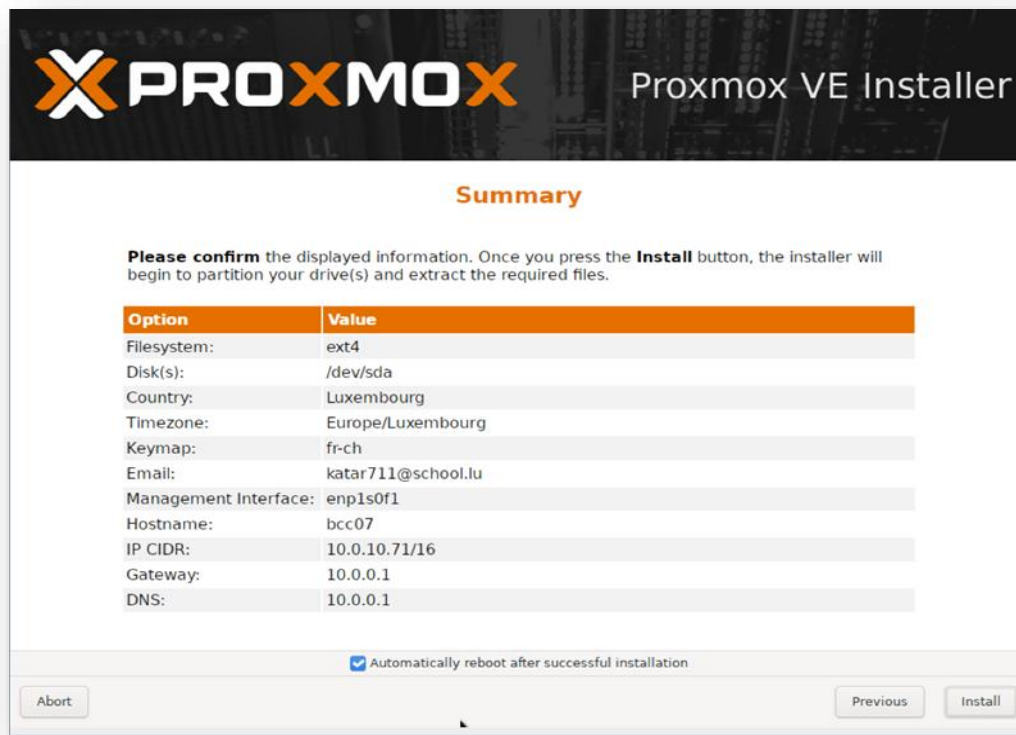 PROXMOX
Proxmox VE Installer
Summary
Please confirm the displayed information. Once you press the Install button, the installer will
begin to partition your drive(s) and extract the required files.
Option Value
Filesystem: ext4
Disk(s): /dev/sda
Country: Luxembourg
Timezone: Europe/Luxembourg
Keymap: fr-ch
Email: katar711@school.lu
Management Interface: enp1s0f1
Hostname: bcc07
IP CIDR: 10.0.10.71/16
Gateway: 10.0.0.1
DNS: 10.0.0.1
Automatically reboot after successful installation
Abort Previous Install